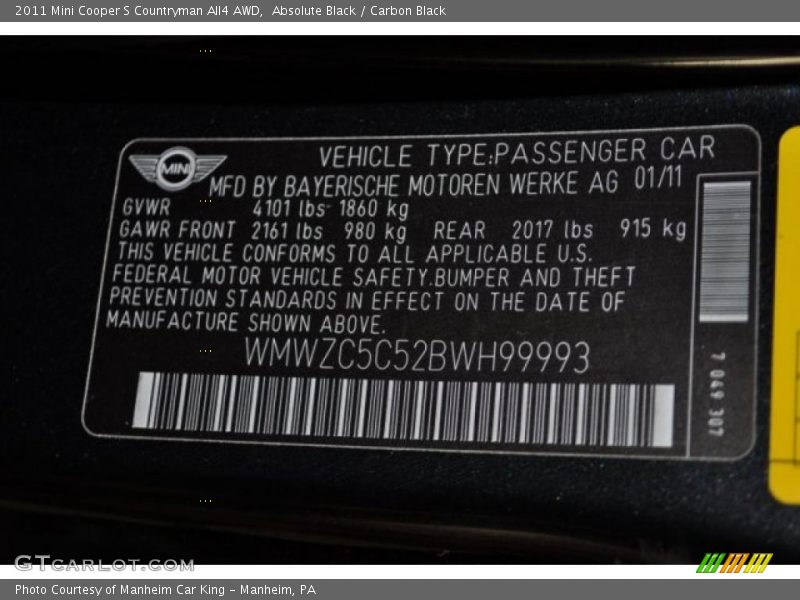 2011 Mini Cooper S Countryman All4 AWD,  Absolute Black / Carbon Black
MINI
VEHICLE TYPE:PASSENGER CAR
MFD BY BAYERISCHE MOTOREN WERKE AG 01/11
GVWR 4101 lbs 1860 kg
GAWR FRONT 2161 lbs 980 kg REAR 2017 lbs 915 kg
THIS VEHICLE CONFORMS TO ALL APPLICABLE U.S.
FEDERAL MOTOR VEHICLE SAFETY.BUMPER AND THEFT
PREVENTION STANDARDS IN EFFECT ON THE DATE OF
MANUFACTURE SHOWN ABOVE.
WMWZC5C52BWH99993
7 049 307
GTcarlot.com
Photo Courtesy of Manheim Car King - Manheim, PA